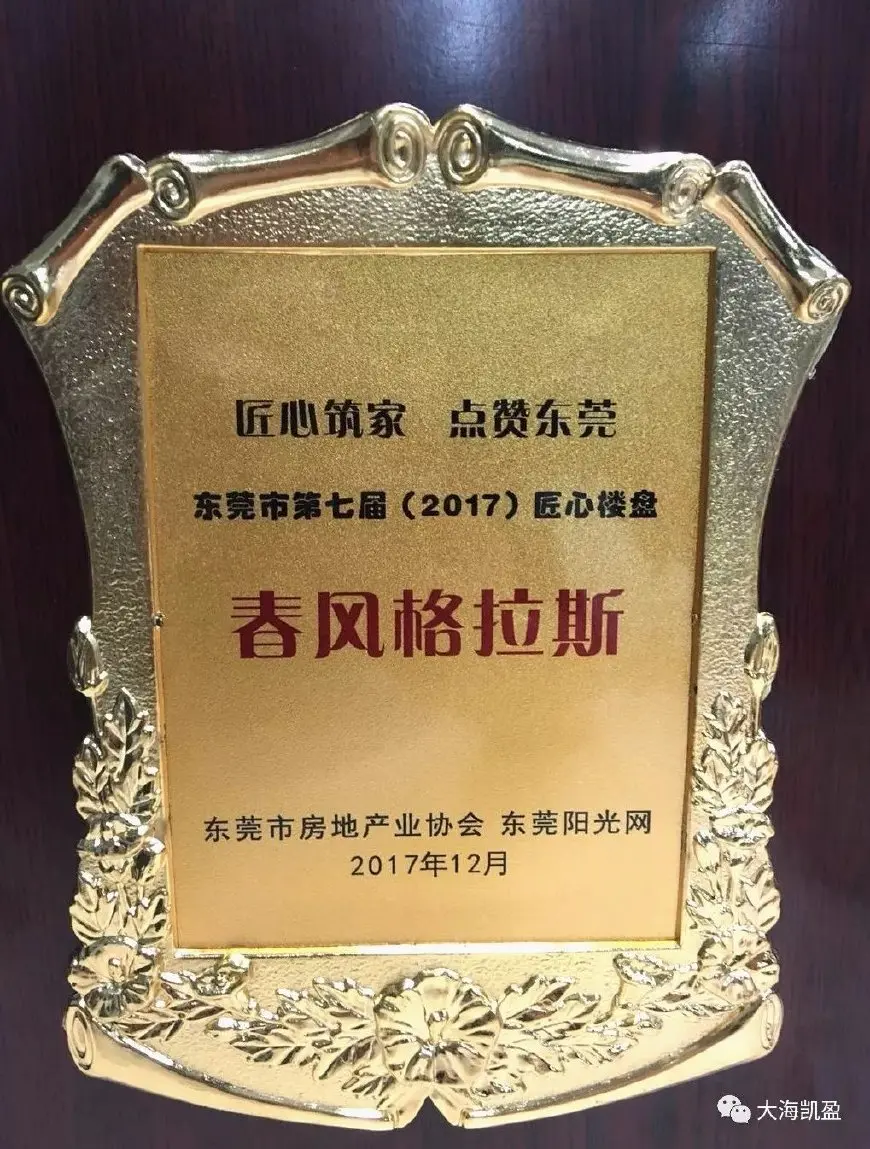 匠心筑家 点赞东莞
东莞市第七届（2017）匠心楼盘
春风格拉斯
东莞市房地产业协会 东莞阳光网
2017年12月
大海凯盈